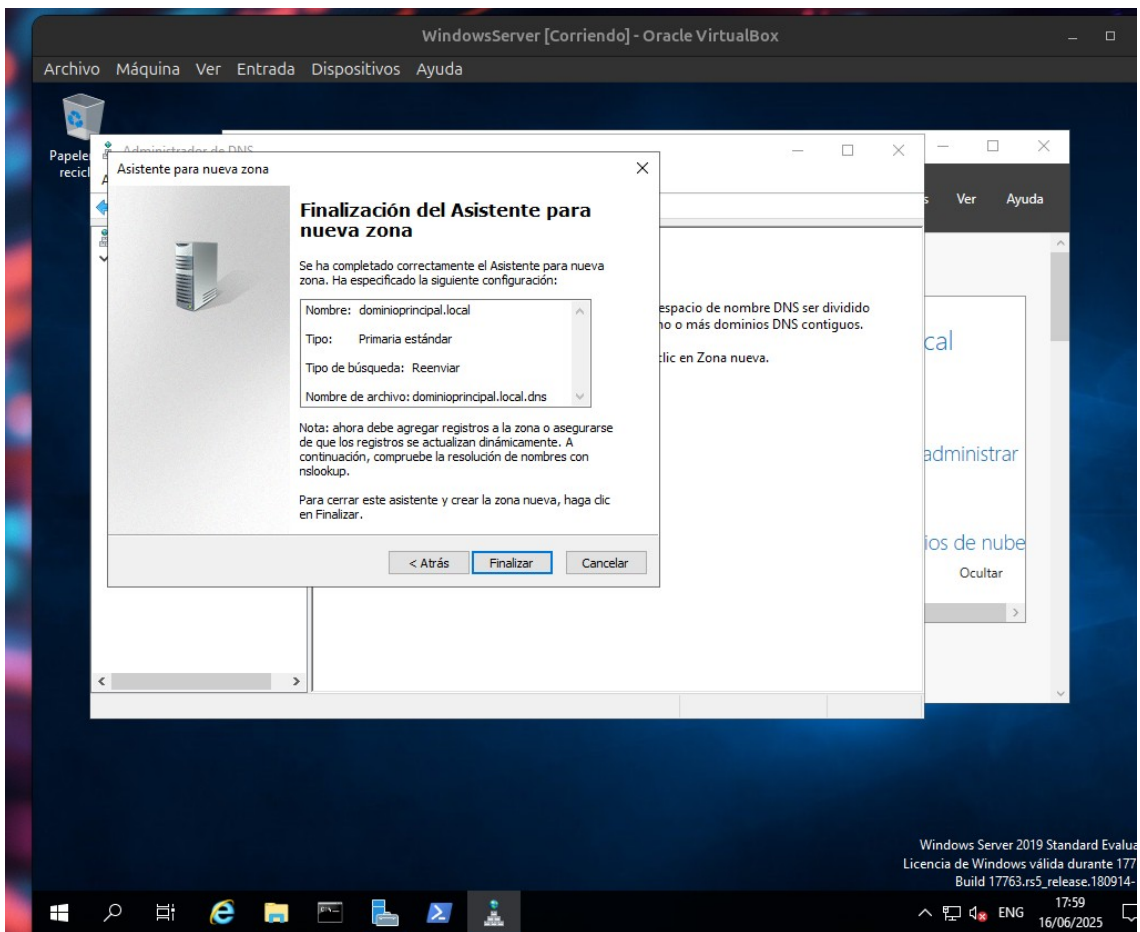 WindowsServer [Corriendo] - Oracle VirtualBox
Archivo Máquina Ver Entrada Dispositivos Ayuda
Administrador de DNS
Asistente para nueva zona
Ver Ayuda
Finalización del Asistente para
nueva zona
Se ha completado correctamente el Asistente para nueva
zona. Ha especificado la siguiente configuración:
Nombre: dominioprincipal.local
Tipo: Primaria estándar
Tipo de búsqueda: Reenviar
Nombre de archivo: dominioprincipal.local.dns
Nota: ahora debe agregar registros a la zona o asegurarse
de que los registros se actualizan dinámicamente. A
continuación, compruebe la resolución de nombres con
nslookup.
Para cerrar este asistente y crear la zona nueva, haga clic
en Finalizar.
< Atrás Finalizar Cancelar
espacio de nombre DNS ser dividido
no o más dominios DNS contiguos.
clic en Zona nueva.
cal
administrar
ios de nube
Ocultar
Papele
recicl
Windows Server 2019 Standard Evalua
Licencia de Windows válida durante 177
Build 17763.rs5_release.180914-
ENG
17:59
16/06/2025